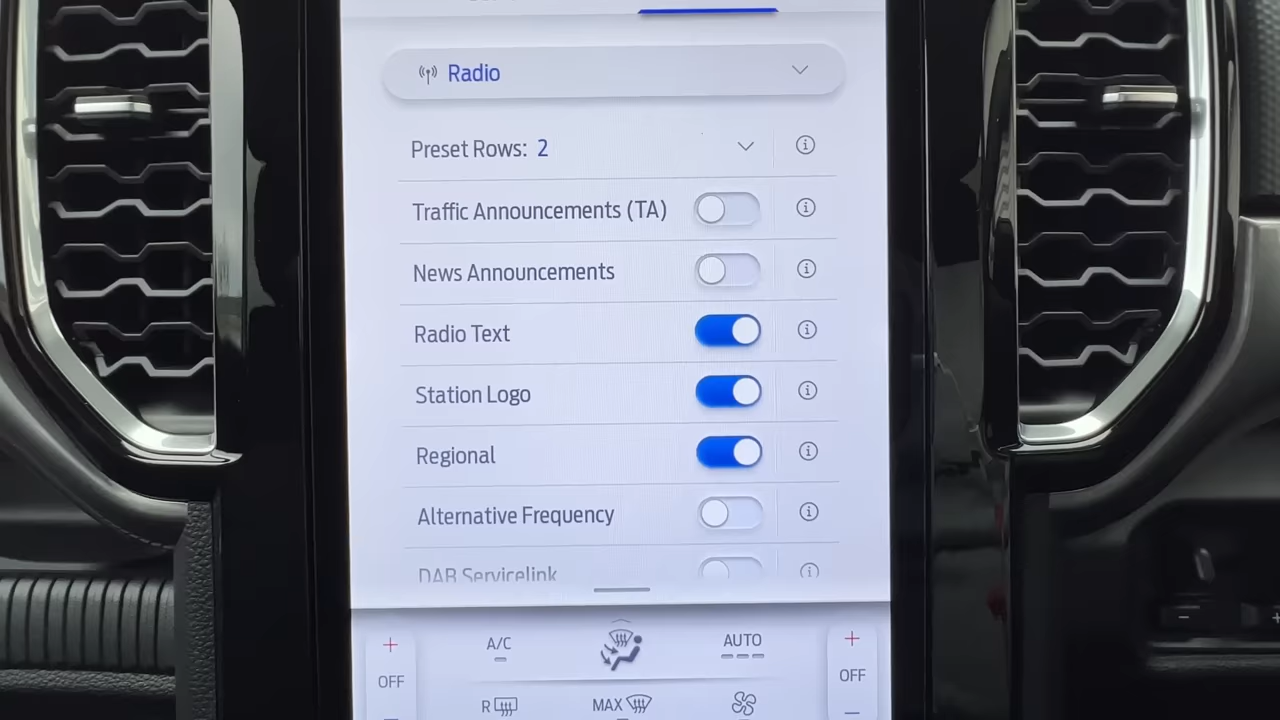 Radio
Preset Rows: 2
Traffic Announcements (TA)
News Announcements
Radio Text
Station Logo
Regional
Alternative Frequency
DAB Servicelink
+ A/C AUTO +
OFF OFF
R MAX